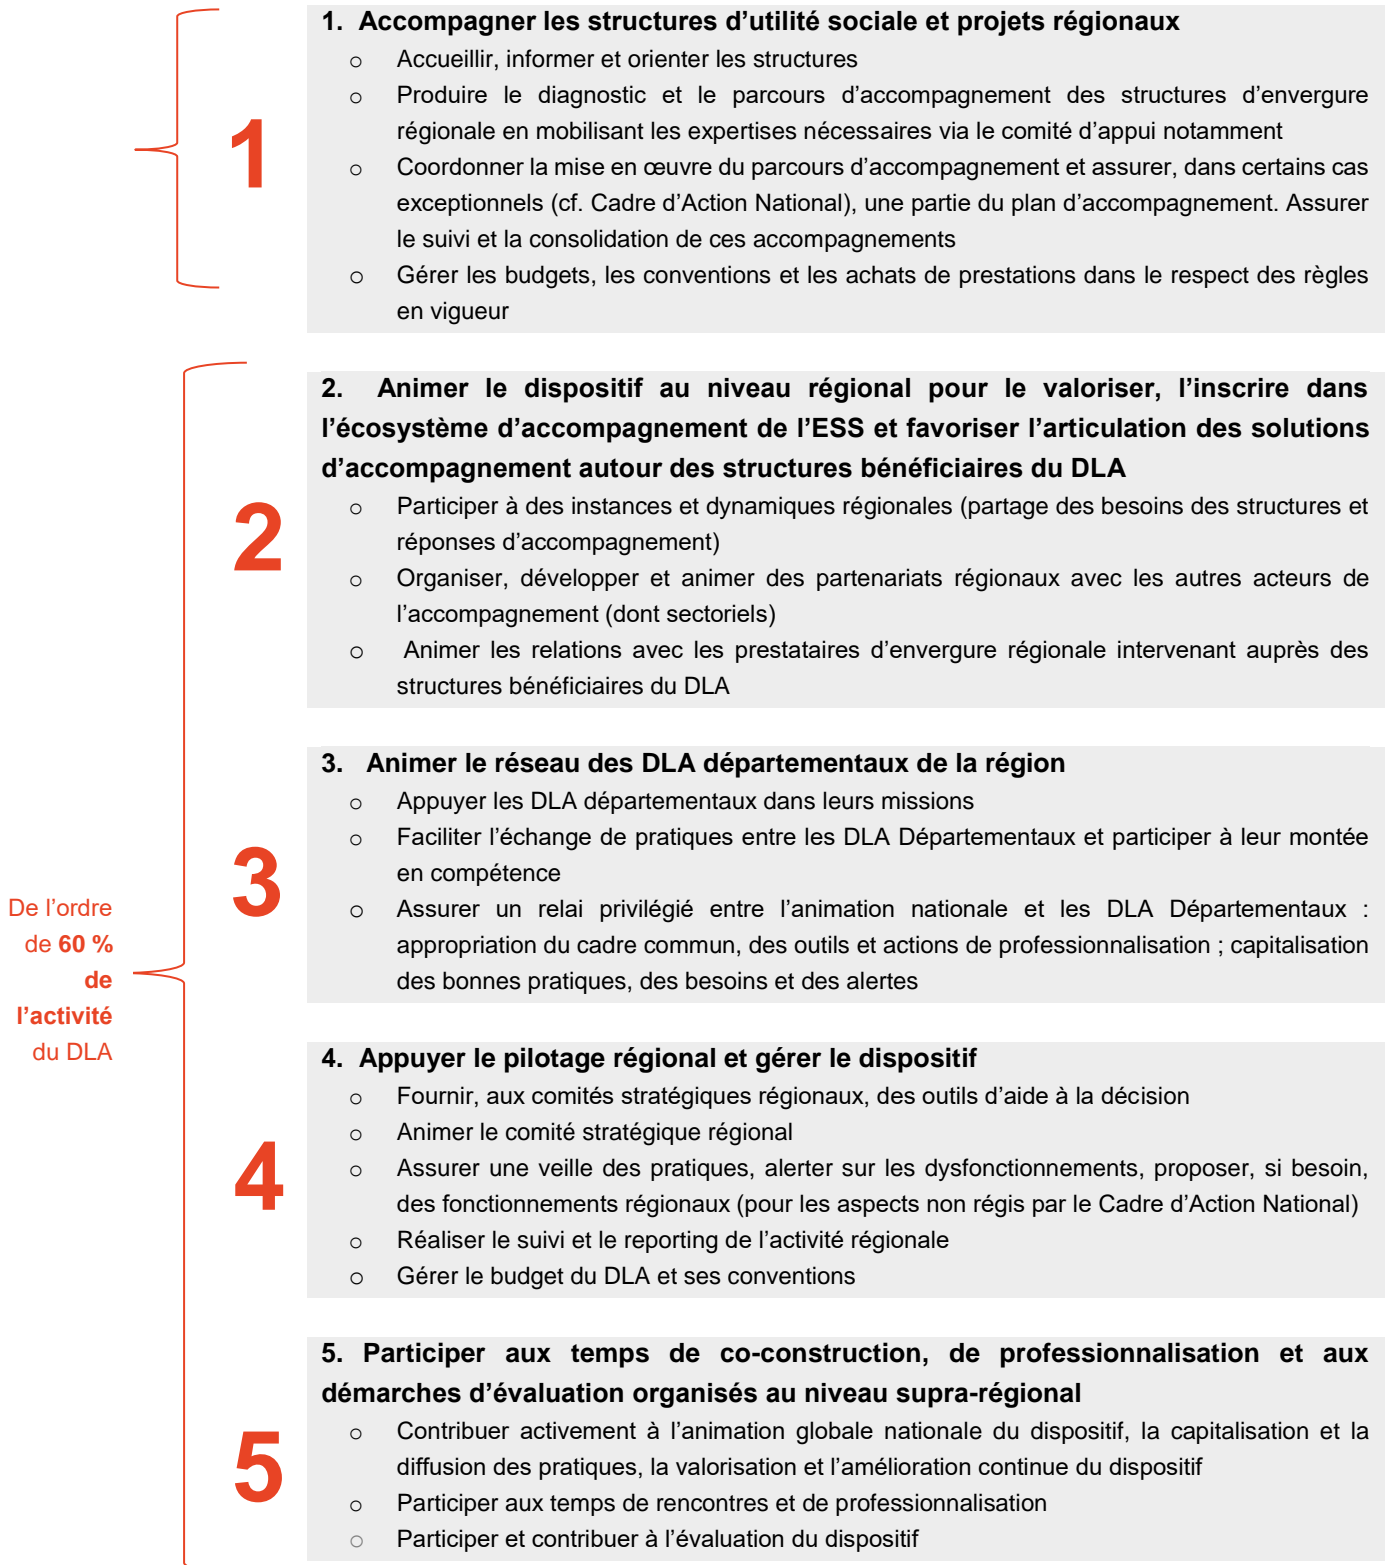 1. Accompagner les structures d’utilité sociale et projets régionaux
o Accueillir, informer et orienter les structures
o Produire le diagnostic et le parcours d’accompagnement des structures d’envergure
régionale en mobilisant les expertises nécessaires via le comité d’appui notamment
o Coordonner la mise en œuvre du parcours d’accompagnement et assurer, dans certains cas
exceptionnels (cf. Cadre d’Action National), une partie du plan d’accompagnement. Assurer
le suivi et la consolidation de ces accompagnements
o Gérer les budgets, les conventions et les achats de prestations dans le respect des règles
en vigueur
1
2. Animer le dispositif au niveau régional pour le valoriser, l’inscrire dans
l’écosystème d’accompagnement de l’ESS et favoriser l’articulation des solutions
d’accompagnement autour des structures bénéficiaires du DLA
o Participer à des instances et dynamiques régionales (partage des besoins des structures et
réponses d’accompagnement)
o Organiser, développer et animer des partenariats régionaux avec les autres acteurs de
l’accompagnement (dont sectoriels)
o Animer les relations avec les prestataires d’envergure régionale intervenant auprès des
structures bénéficiaires du DLA
2
3. Animer le réseau des DLA départementaux de la région
o Appuyer les DLA départementaux dans leurs missions
o Faciliter l’échange de pratiques entre les DLA Départementaux et participer à leur montée
en compétence
o Assurer un relai privilégié entre l’animation nationale et les DLA Départementaux :
appropriation du cadre commun, des outils et actions de professionnalisation ; capitalisation
des bonnes pratiques, des besoins et des alertes
3
De l’ordre
de 60 %
de
l’activité
du DLA
4. Appuyer le pilotage régional et gérer le dispositif
o Fournir, aux comités stratégiques régionaux, des outils d’aide à la décision
o Animer le comité stratégique régional
o Assurer une veille des pratiques, alerter sur les dysfonctionnements, proposer, si besoin,
des fonctionnements régionaux (pour les aspects non régis par le Cadre d’Action National)
o Réaliser le suivi et le reporting de l’activité régionale
o Gérer le budget du DLA et ses conventions
4
5. Participer aux temps de co-construction, de professionnalisation et aux
démarches d’évaluation organisés au niveau supra-régional
o Contribuer activement à l’animation globale nationale du dispositif, la capitalisation et la
diffusion des pratiques, la valorisation et l’amélioration continue du dispositif
o Participer aux temps de rencontres et de professionnalisation
o Participer et contribuer à l’évaluation du dispositif
5